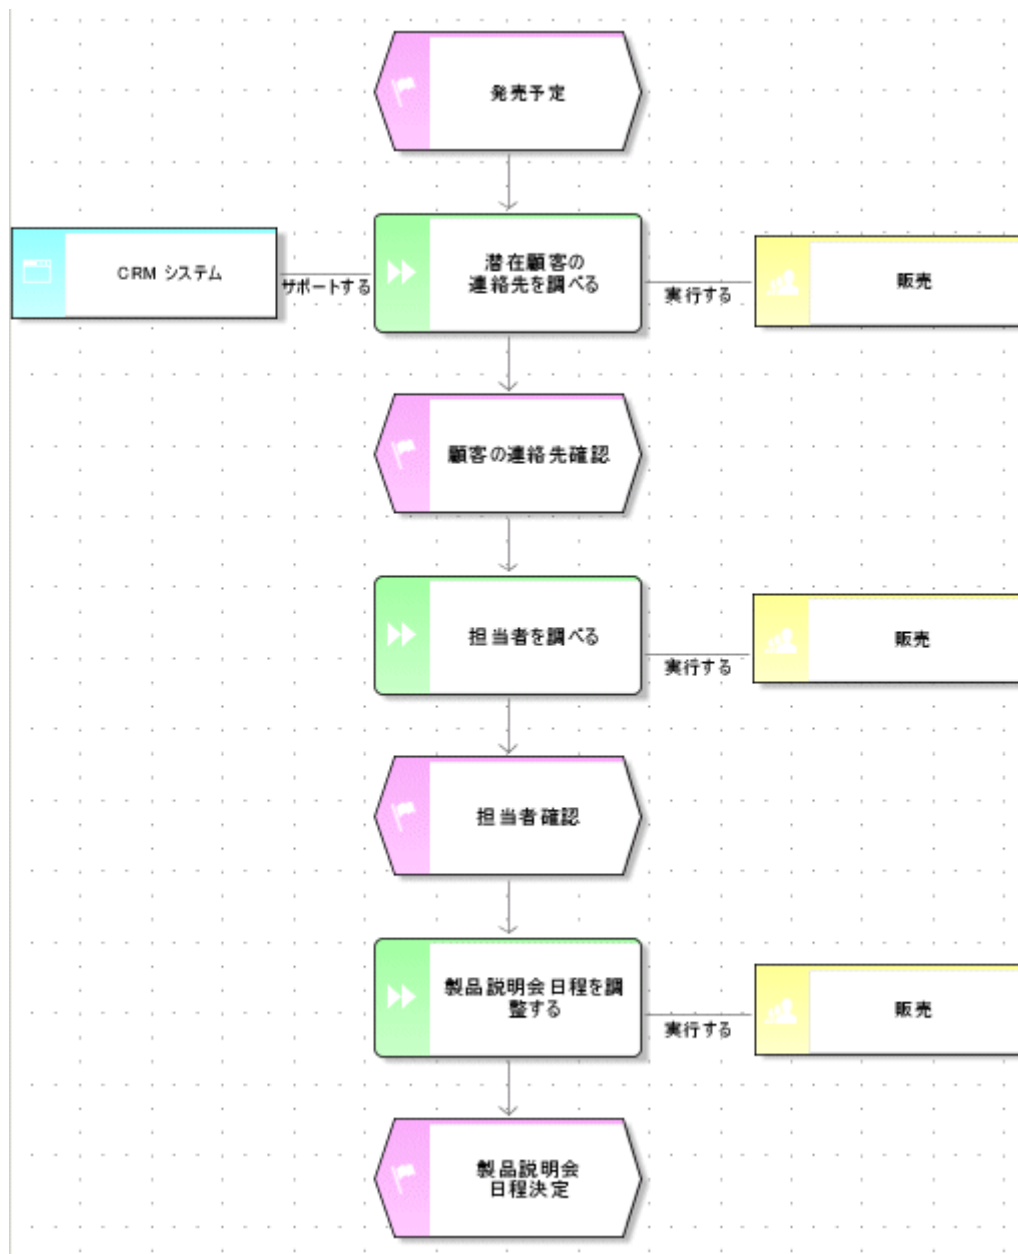 発売予定
CRM システム
サポートする
潜在顧客の
連絡先を調べる
実行する
販売
顧客の連絡先確認
担当者を調べる
実行する
販売
担当者確認
製品説明会日程を調
整する
実行する
販売
製品説明会
日程決定